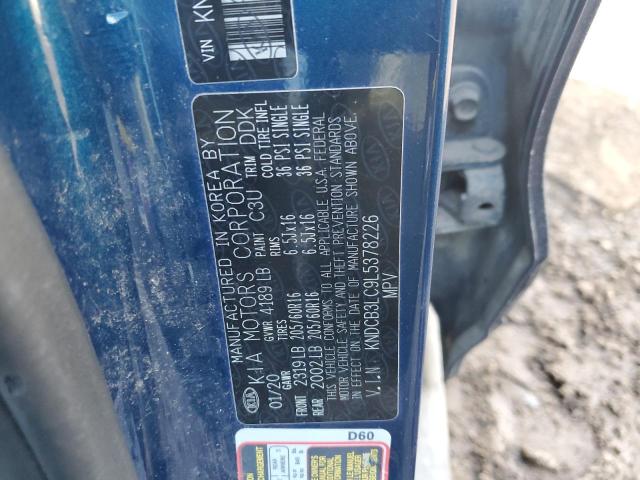 VIN KN
MANUFACTURED IN KOREA BY
KIA MOTORS CORPORATION
01/20 GVWR 4189 LB PAINT C3U TRIM DDK
GAWR TIRES RIMS COLD TIRE INFL
FRONT 2319 LB 205/60R16 6.5Jx16 36 PSI SINGLE
REAR 2002 LB 205/60R16 6.5Jx16 36 PSI SINGLE
THIS VEHICLE CONFORMS TO ALL APPLICABLE U.S.A. FEDERAL
MOTOR VEHICLE SAFETY AND THEFT PREVENTION STANDARDS
IN EFFECT ON THE DATE OF MANUFACTURE SHOWN ABOVE.
V.I.N: KNDCB3LC9L5378226
MPV
KIA
D60